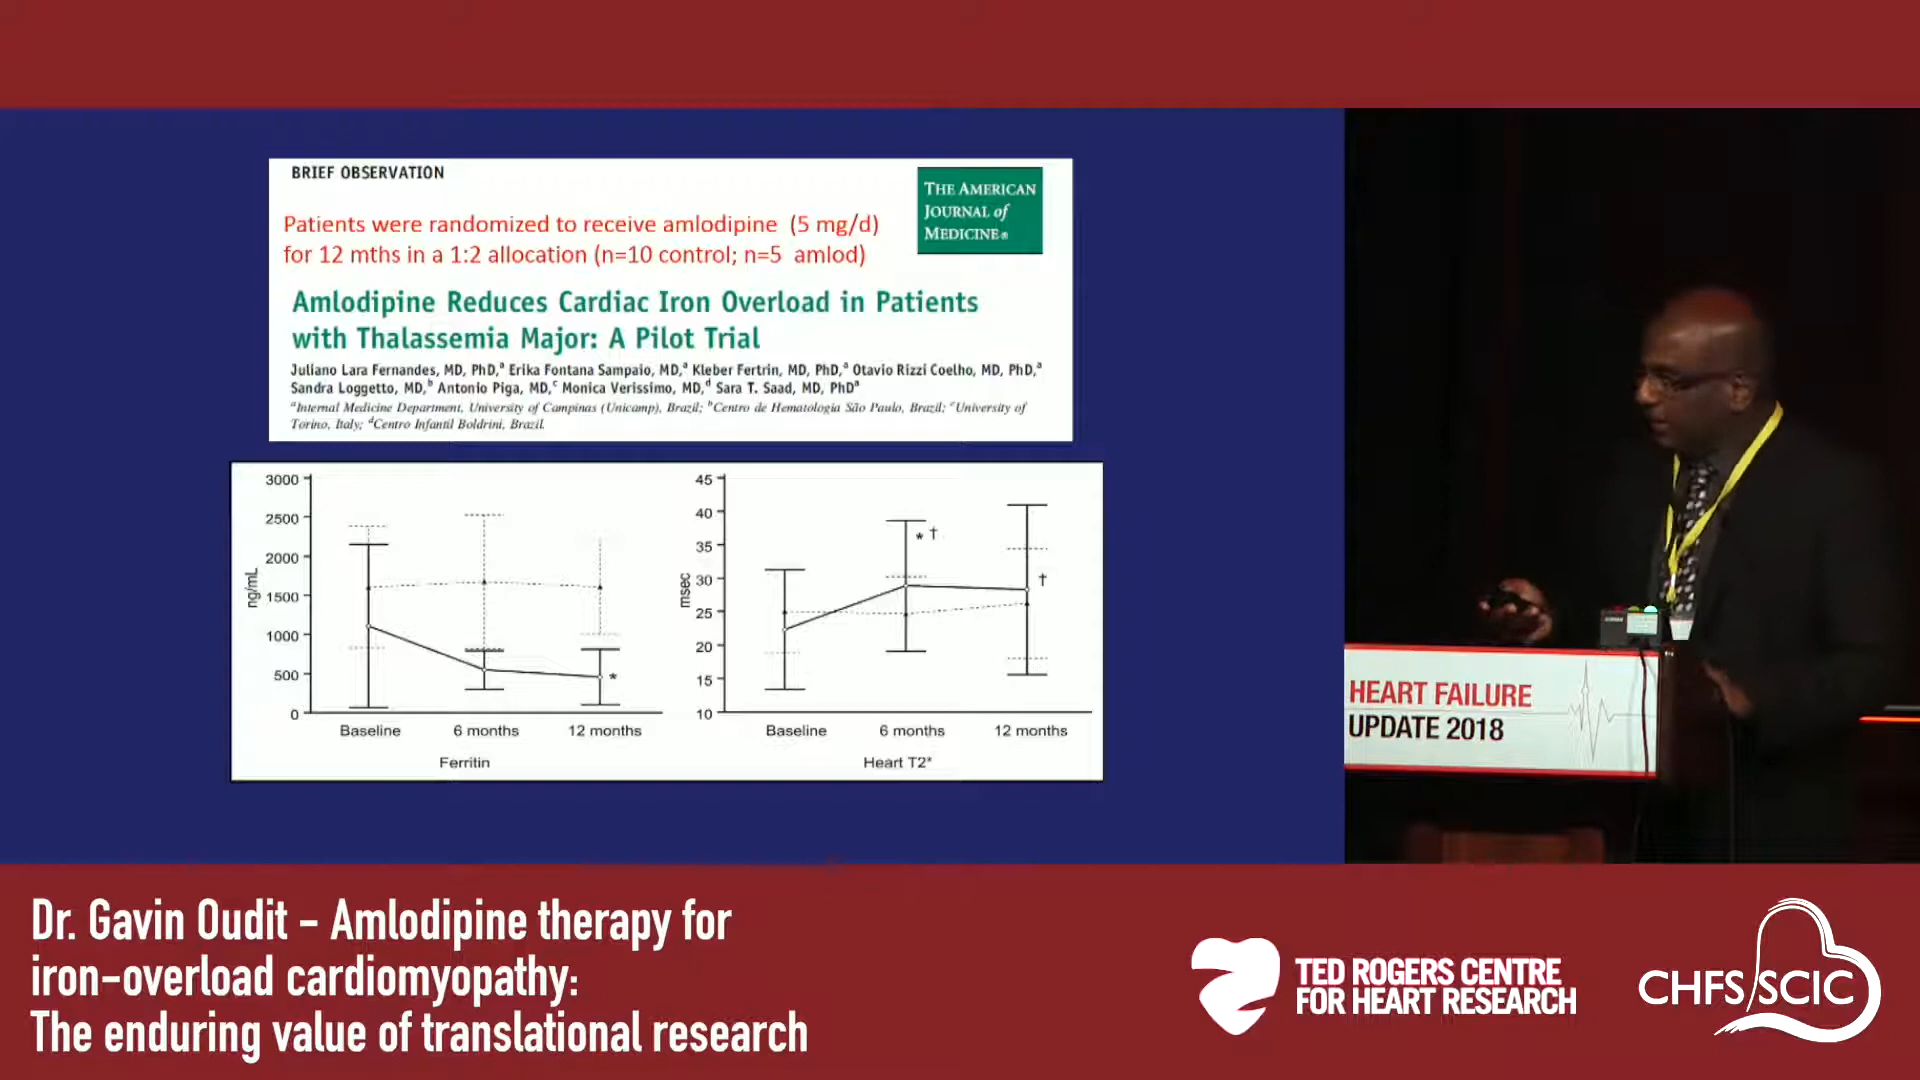 BRIEF OBSERVATION
THE AMERICAN
JOURNAL of
MEDICINE®
Patients were randomized to receive amlodipine (5 mg/d)
for 12 mths in a 1:2 allocation (n=10 control; n=5 amlod)
Amlodipine Reduces Cardiac Iron Overload in Patients
with Thalassemia Major: A Pilot Trial
Juliano Lara Fernandes, MD, PhD,a Erika Fontana Sampaio, MD,a Kleber Fertrin, MD, PhD,a Otavio Rizzi Coelho, MD, PhD,a
Sandra Loggetto, MD,b Antonio Piga, MD,c Monica Verissimo, MD,d Sara T. Saad, MD, PhDa
aInternal Medicine Department, University of Campinas (Unicamp), Brazil; bCentro de Hematologia São Paulo, Brazil; cUniversity of
Torino, Italy; dCentro Infantil Boldrini, Brazil.
3000
2500
2000
1500
1000
500
0
ng/mL
*
Baseline 6 months 12 months
Ferritin
45
40
35
30
25
20
15
10
msec
* †
†
Baseline 6 months 12 months
Heart T2*
HEART FAILURE
UPDATE 2018
Dr. Gavin Oudit - Amlodipine therapy for
iron-overload cardiomyopathy:
The enduring value of translational research
TED ROGERS CENTRE
FOR HEART RESEARCH
CHFS SCIC